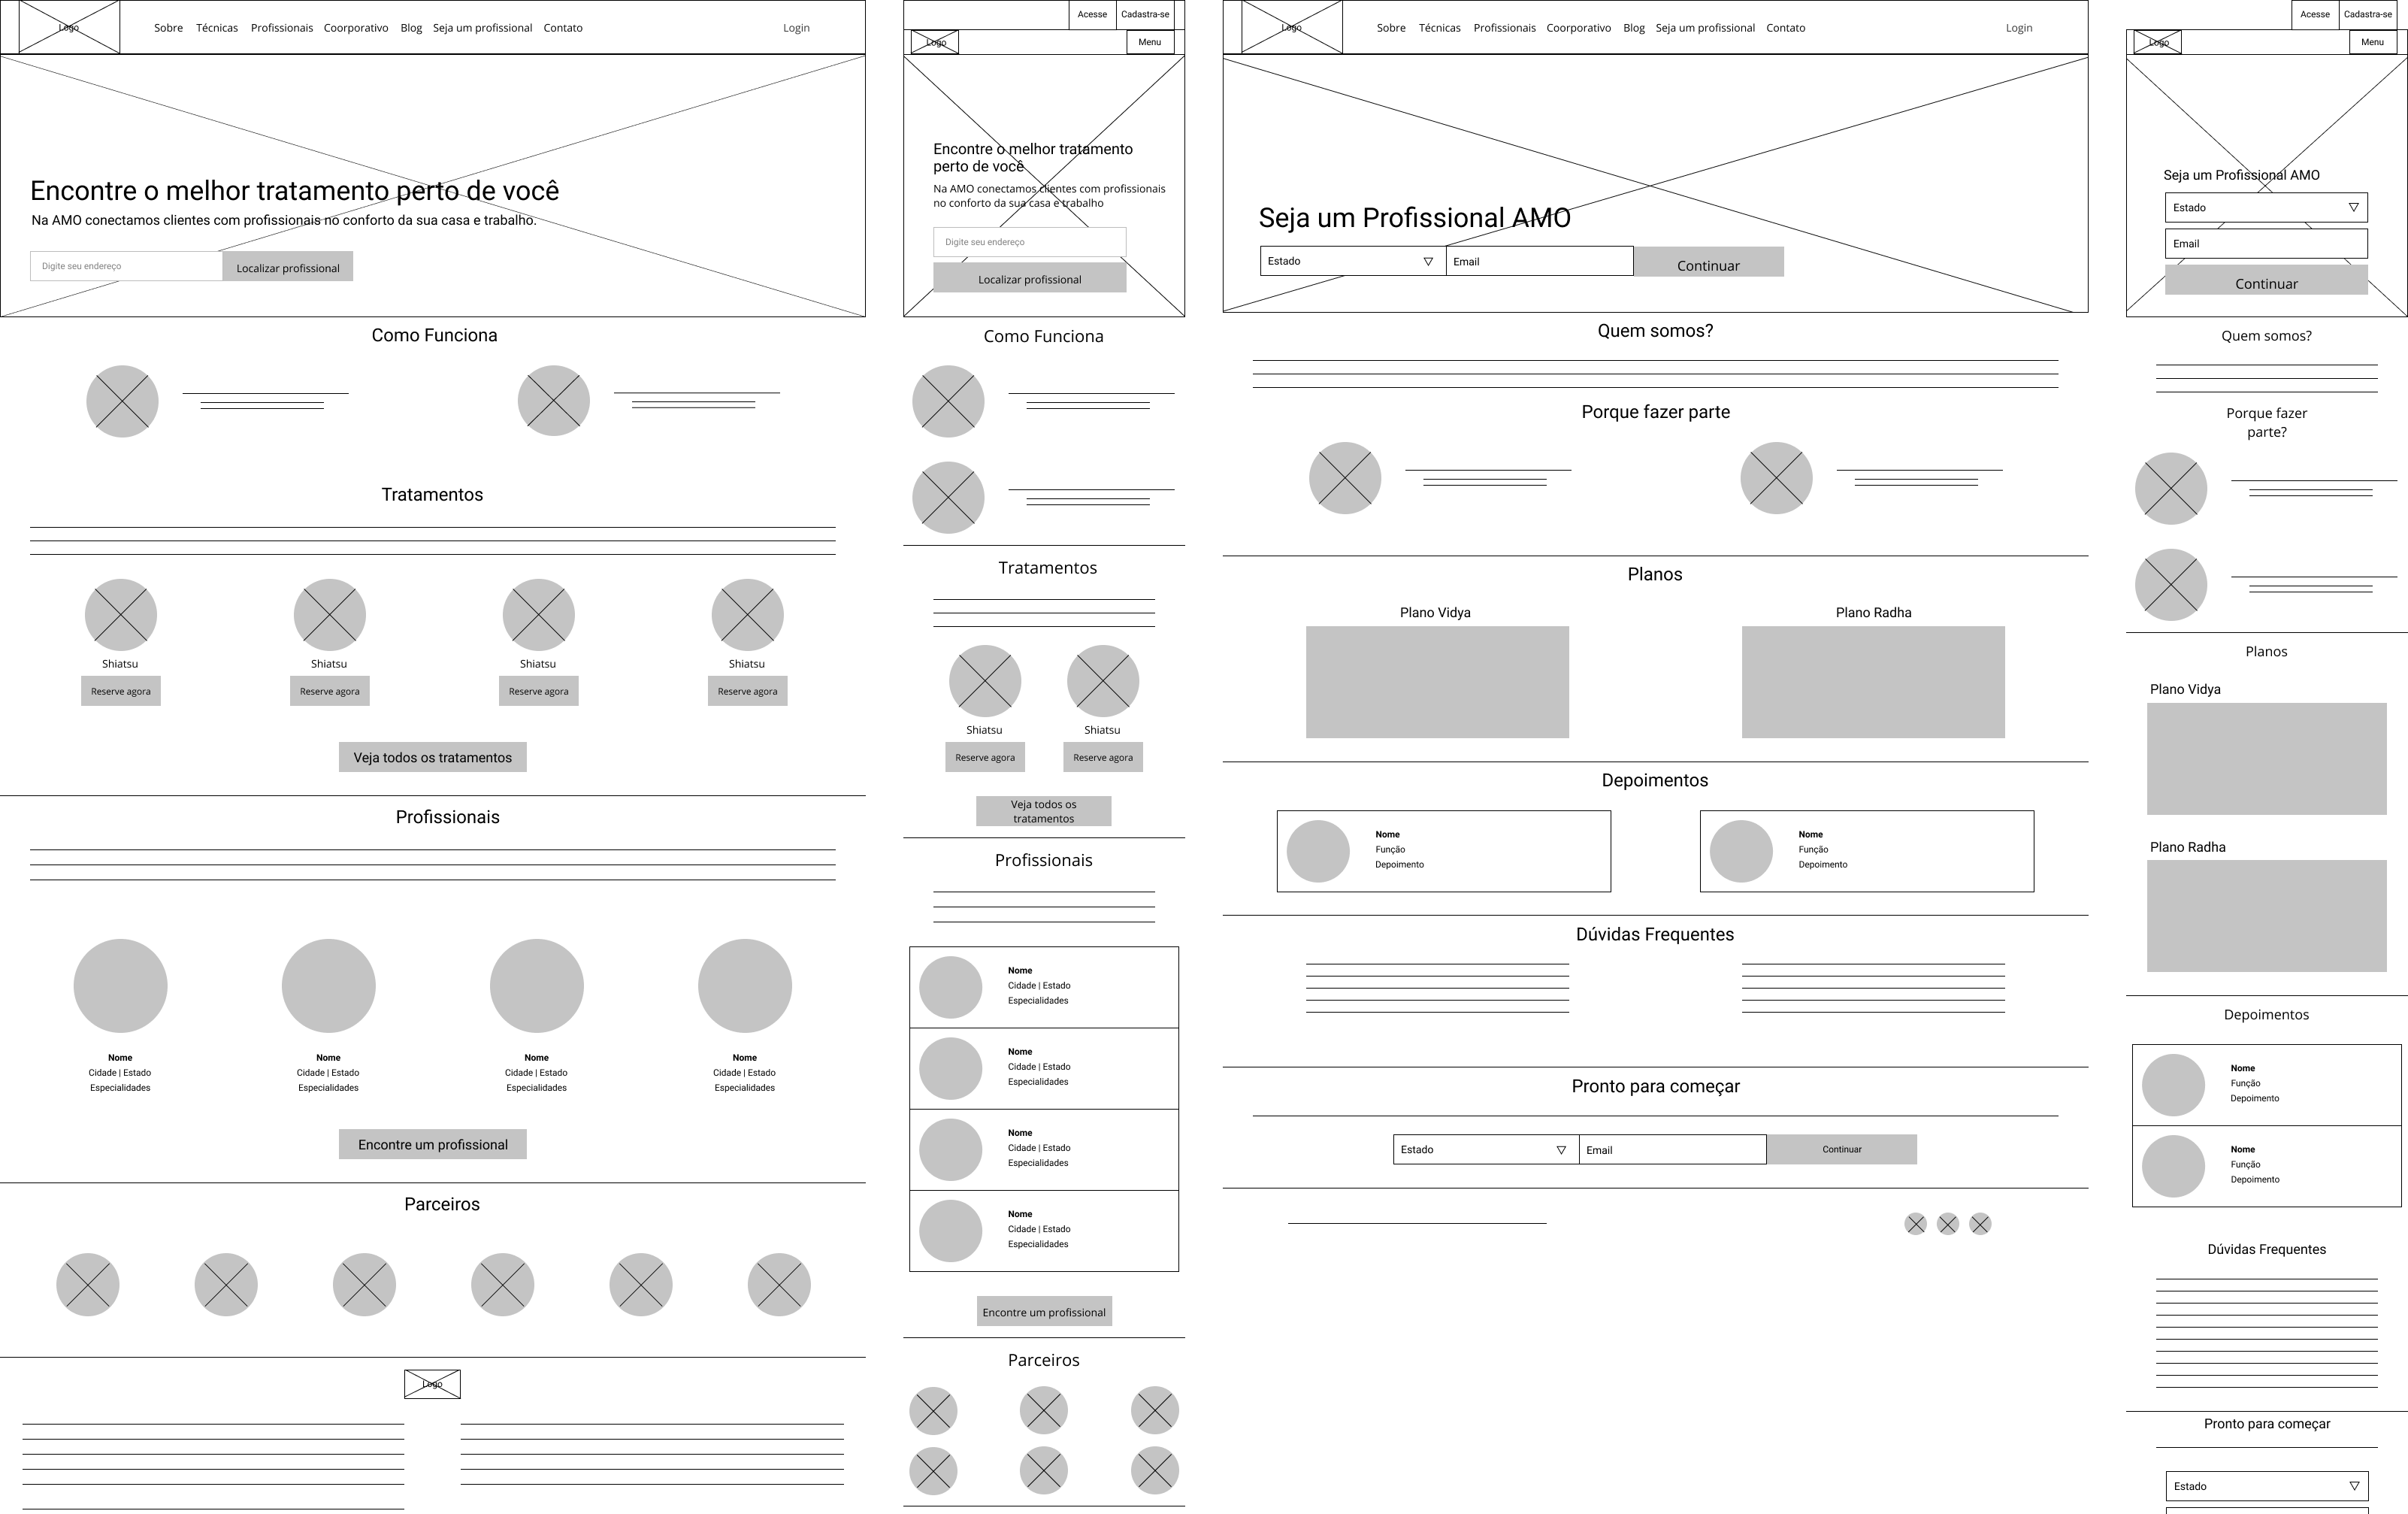 Logo
Sobre Técnicas Profissionais Coorporativo Blog Seja um profissional Contato
Login
Encontre o melhor tratamento perto de você
Na AMO conectamos clientes com profissionais no conforto da sua casa e trabalho.
Digite seu endereço
Localizar profissional
Como Funciona
Tratamentos
Shiatsu Shiatsu Shiatsu Shiatsu
Reserve agora Reserve agora Reserve agora Reserve agora
Veja todos os tratamentos
Profissionais
Nome Nome Nome Nome
Cidade | Estado Cidade | Estado Cidade | Estado Cidade | Estado
Especialidades Especialidades Especialidades Especialidades
Encontre um profissional
Parceiros
Logo
Acesse Cadastra-se
Logo
Menu
Encontre o melhor tratamento
perto de você
Na AMO conectamos clientes com profissionais
no conforto da sua casa e trabalho
Digite seu endereço
Localizar profissional
Como Funciona
Tratamentos
Shiatsu Shiatsu
Reserve agora Reserve agora
Veja todos os
tratamentos
Profissionais
Nome
Cidade | Estado
Especialidades
Nome
Cidade | Estado
Especialidades
Nome
Cidade | Estado
Especialidades
Nome
Cidade | Estado
Especialidades
Encontre um profissional
Parceiros
Logo
Sobre Técnicas Profissionais Coorporativo Blog Seja um profissional Contato
Login
Seja um Profissional AMO
Estado
Email
Continuar
Quem somos?
Porque fazer parte
Planos
Plano Vidya Plano Radha
Depoimentos
Nome Nome
Função Função
Depoimento Depoimento
Dúvidas Frequentes
Pronto para começar
Estado
Email
Continuar
Acesse Cadastra-se
Logo
Menu
Seja um Profissional AMO
Estado
Email
Continuar
Quem somos?
Porque fazer
parte?
Planos
Plano Vidya
Plano Radha
Depoimentos
Nome
Função
Depoimento
Nome
Função
Depoimento
Dúvidas Frequentes
Pronto para começar
Estado